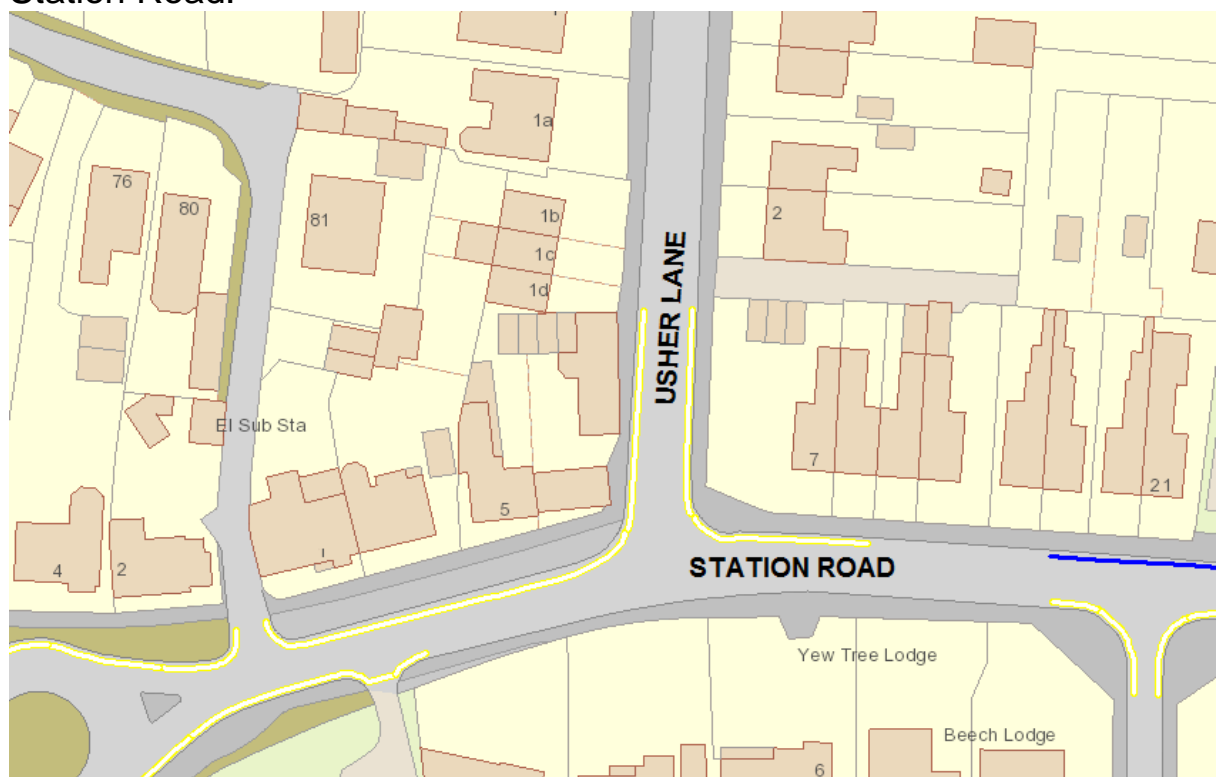 Station Road.
1a
76
80
81
1b
2
1c
1d
USHER LANE
El Sub Sta
7
21
5
STATION ROAD
4
2
Yew Tree Lodge
Beech Lodge
6